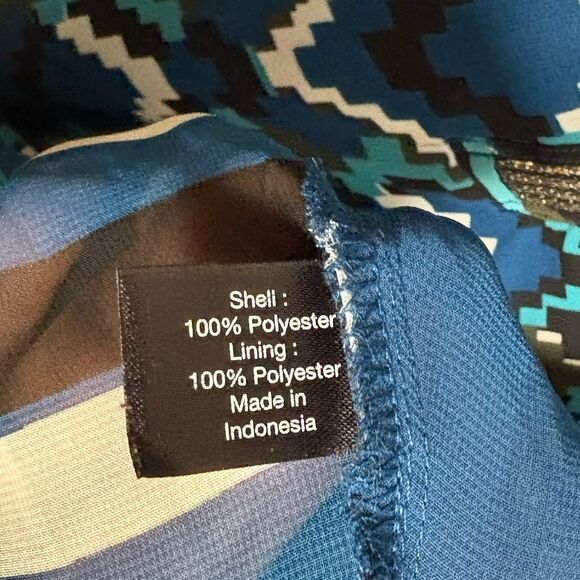 Shell :
100% Polyester
Lining :
100% Polyester
Made in
Indonesia